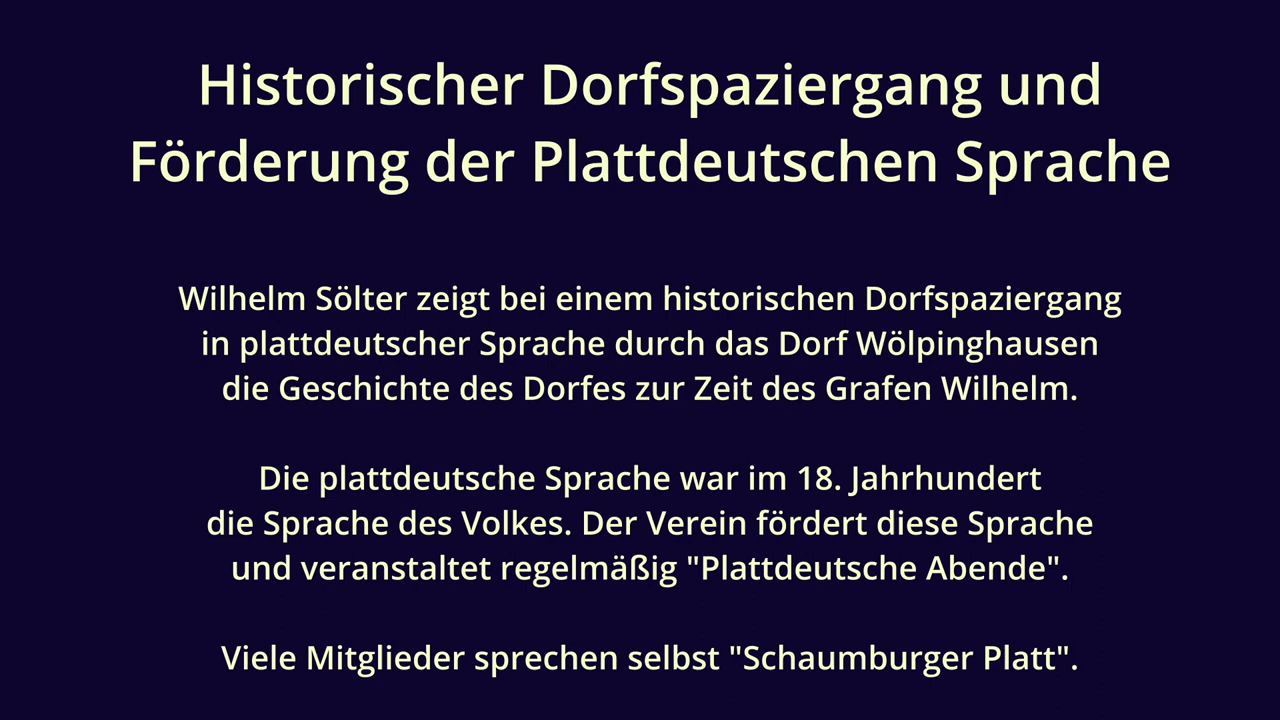 Historischer Dorfspaziergang und
Förderung der Plattdeutschen Sprache
Wilhelm Sölter zeigt bei einem historischen Dorfspaziergang
in plattdeutscher Sprache durch das Dorf Wölpinghausen
die Geschichte des Dorfes zur Zeit des Grafen Wilhelm.
Die plattdeutsche Sprache war im 18. Jahrhundert
die Sprache des Volkes. Der Verein fördert diese Sprache
und veranstaltet regelmäßig "Plattdeutsche Abende".
Viele Mitglieder sprechen selbst "Schaumburger Platt".